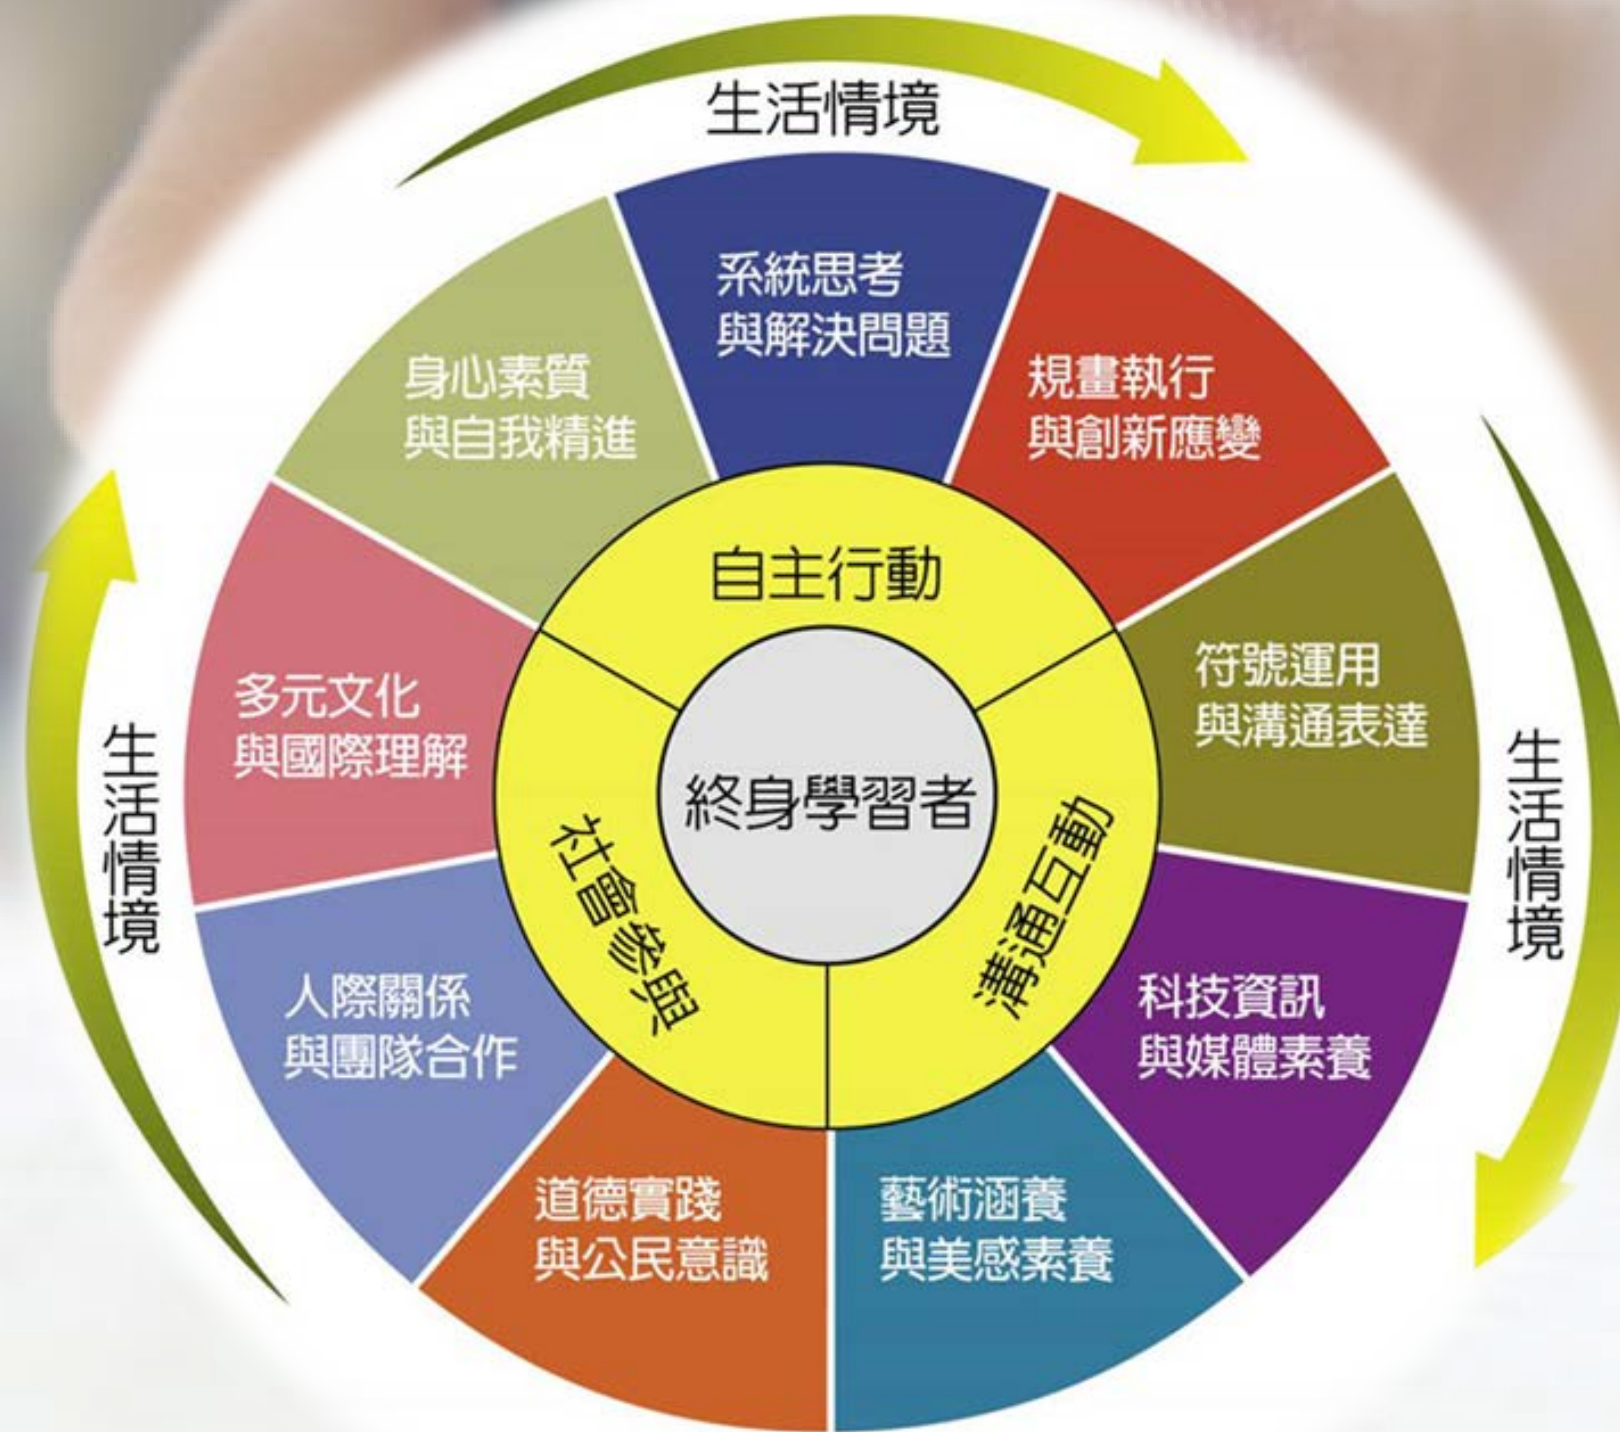 生活情境
系統思考
與解決問題
規畫執行
與創新應變
符號運用
與溝通表達
科技資訊
與媒體素養
藝術涵養
與美感素養
道德實踐
與公民意識
人際關係
與團隊合作
多元文化
與國際理解
身心素質
與自我精進
自主行動
溝通互動
社會參與
終身學習者
生活情境
生活情境